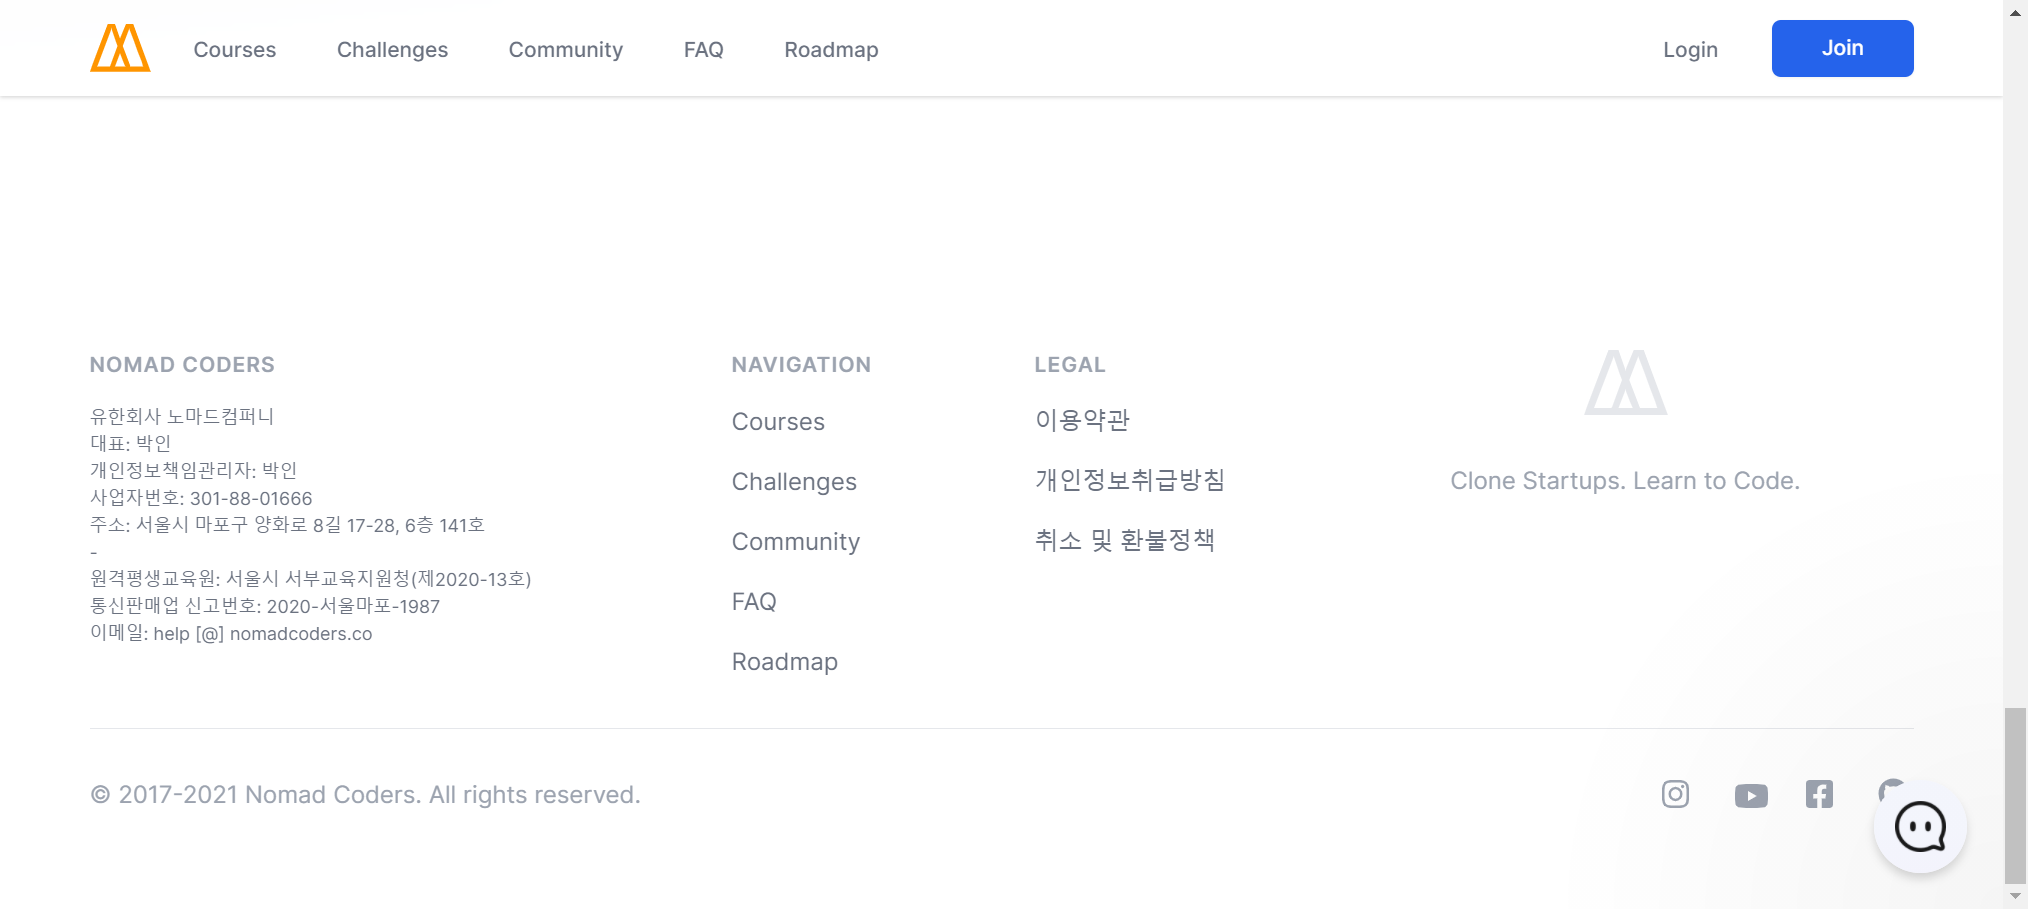 Courses Challenges Community FAQ Roadmap Login Join
NOMAD CODERS
유한회사 노마드컴퍼니
대표: 박인
개인정보책임관리자: 박인
사업자번호: 301-88-01666
주소: 서울시 마포구 양화로 8길 17-28, 6층 141호
-
원격평생교육원: 서울시 서부교육지원청(제2020-13호)
통신판매업 신고번호: 2020-서울마포-1987
이메일: help [@] nomadcoders.co
NAVIGATION
Courses
Challenges
Community
FAQ
Roadmap
LEGAL
이용약관
개인정보취급방침
취소 및 환불정책
Clone Startups. Learn to Code.
© 2017-2021 Nomad Coders. All rights reserved.